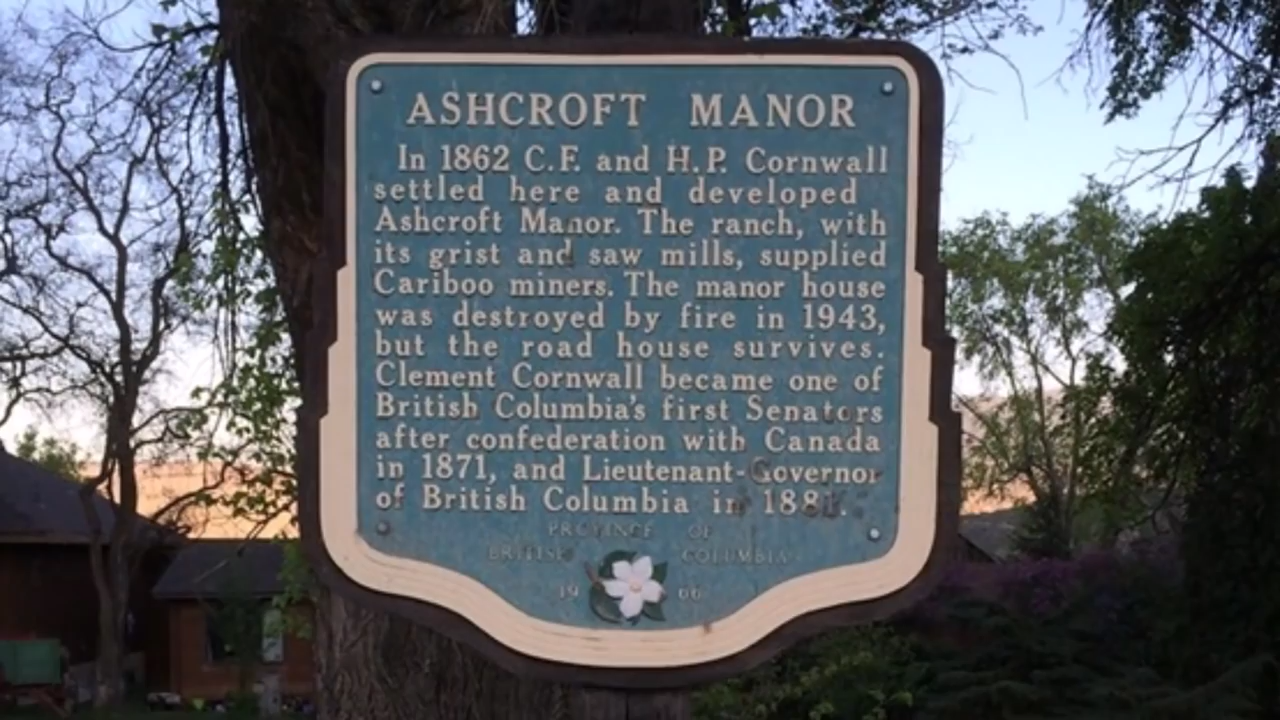 ASHCROFT MANOR
In 1862 C.F. and H.P. Cornwall
settled here and developed
Ashcroft Manor. The ranch, with
its grist and saw mills, supplied
Cariboo miners. The manor house
was destroyed by fire in 1943,
but the road house survives.
Clement Cornwall became one of
British Columbia's first Senators
after confederation with Canada
in 1871, and Lieutenant-Governor
of British Columbia in
PROVINCE OF
BRITISH COLUMBIA
19 66